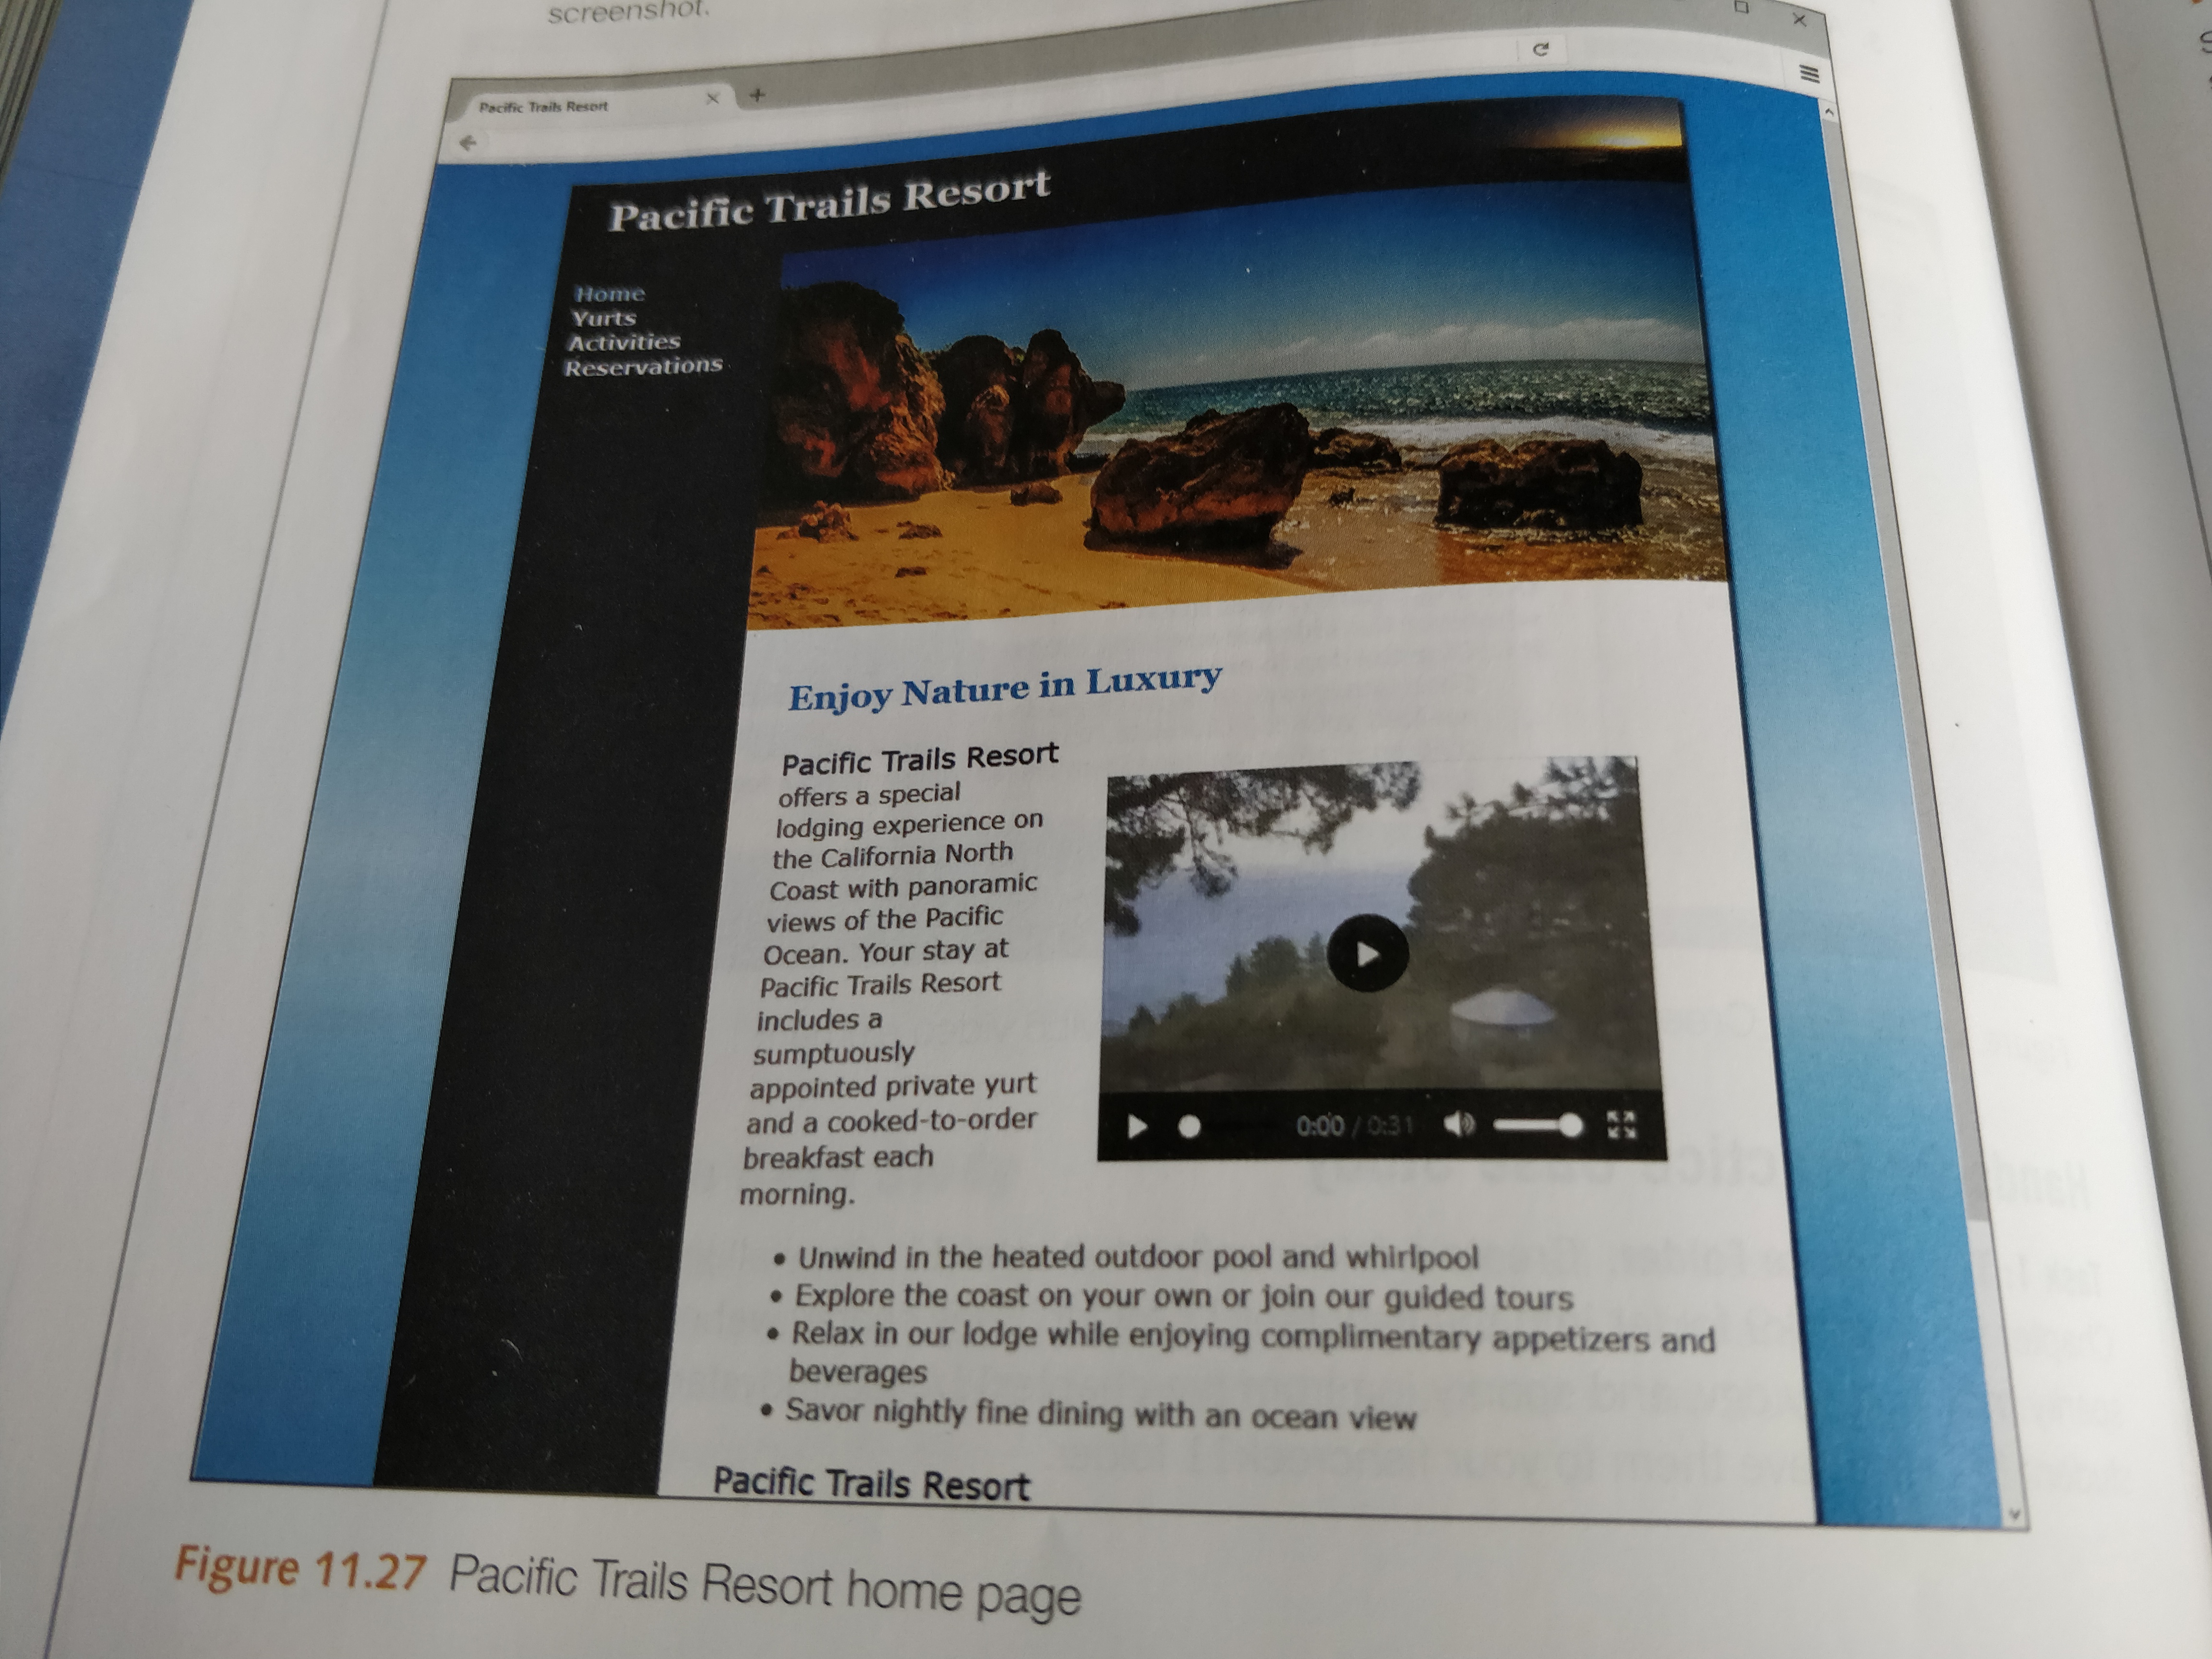 screenshot.
Pacific Trails Resort
Pacific Trails Resort
Home
Yurts
Activities
Reservations
Enjoy Nature in Luxury
Pacific Trails Resort
offers a special
lodging experience on
the California North
Coast with panoramic
views of the Pacific
Ocean. Your stay at
Pacific Trails Resort
includes a
sumptuously
appointed private yurt
and a cooked-to-order
breakfast each
morning.
0:00 / 0:31
• Unwind in the heated outdoor pool and whirlpool
• Explore the coast on your own or join our guided tours
• Relax in our lodge while enjoying complimentary appetizers and
beverages
• Savor nightly fine dining with an ocean view
Pacific Trails Resort
Figure 11.27 Pacific Trails Resort home page